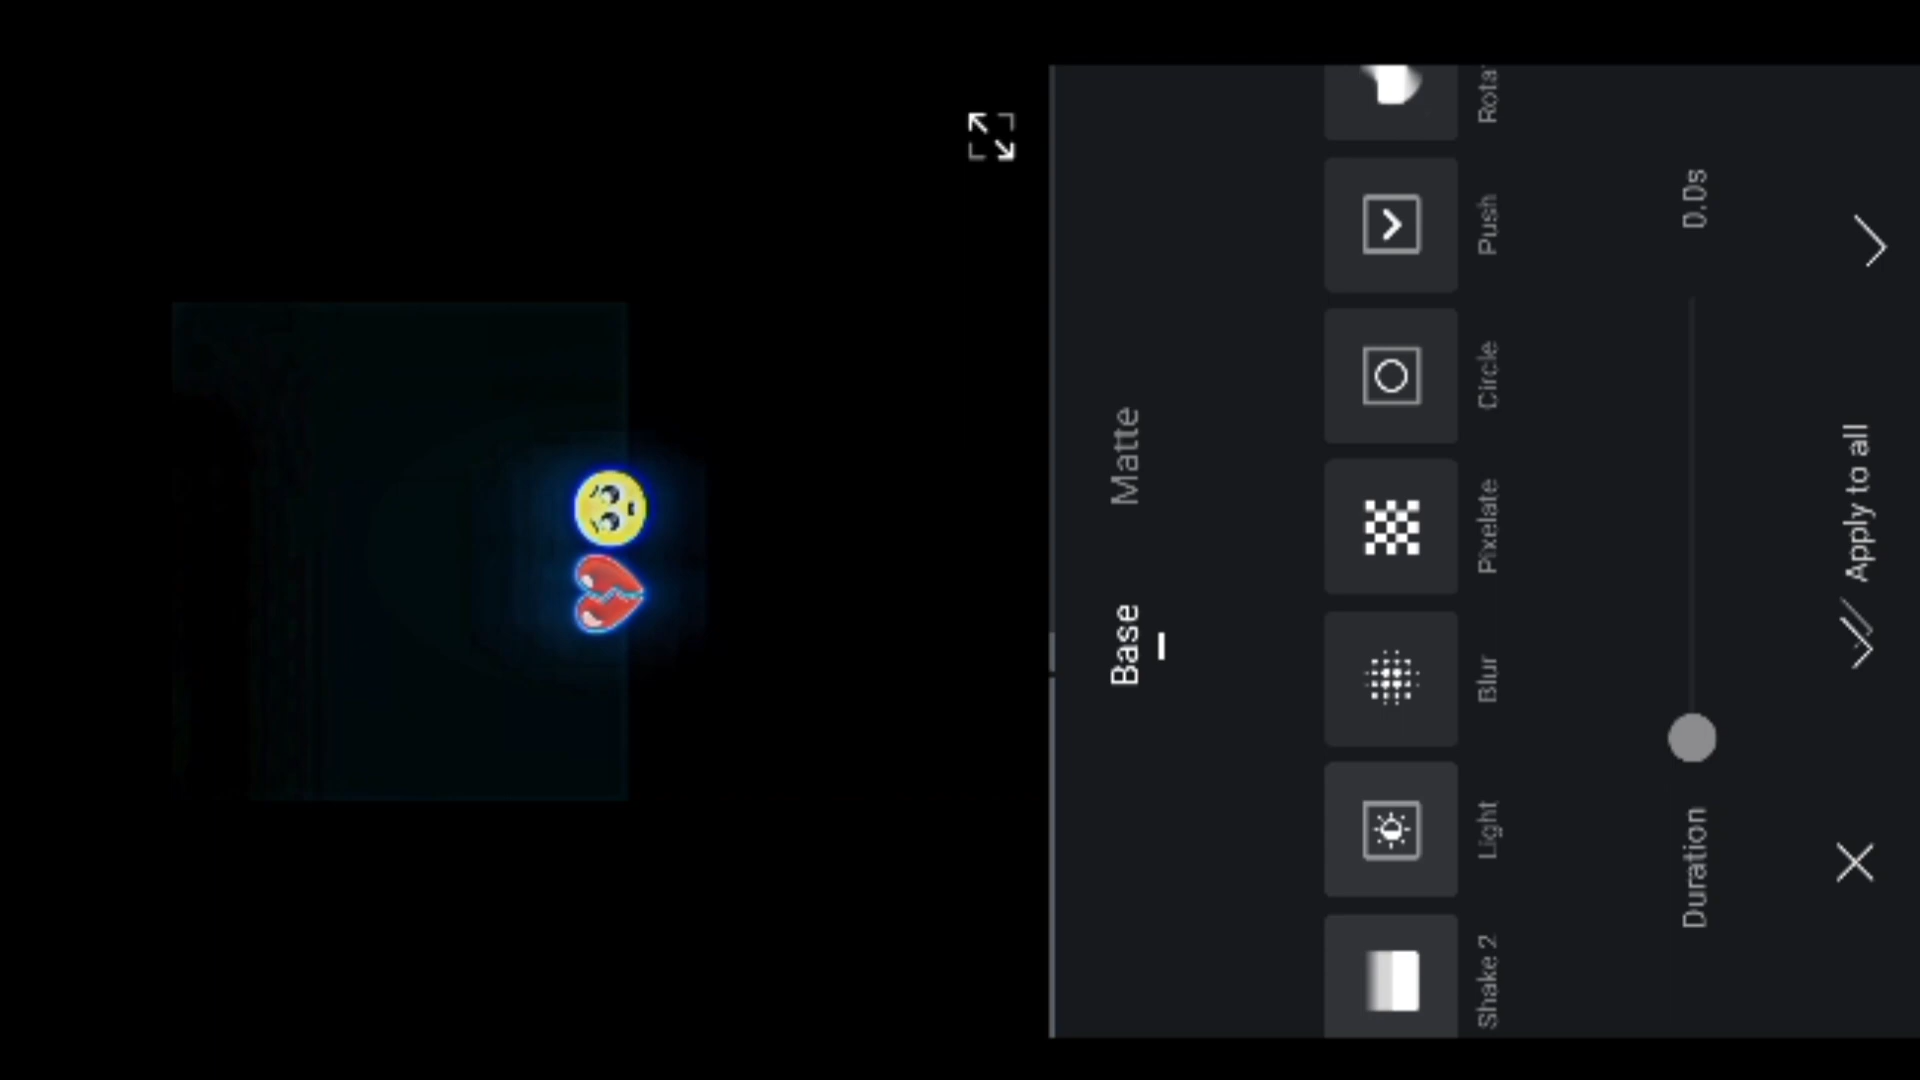 Base Matte
Shake 2 Light Blur Pixelate Circle Push Rota
Duration 0.0s
Apply to all